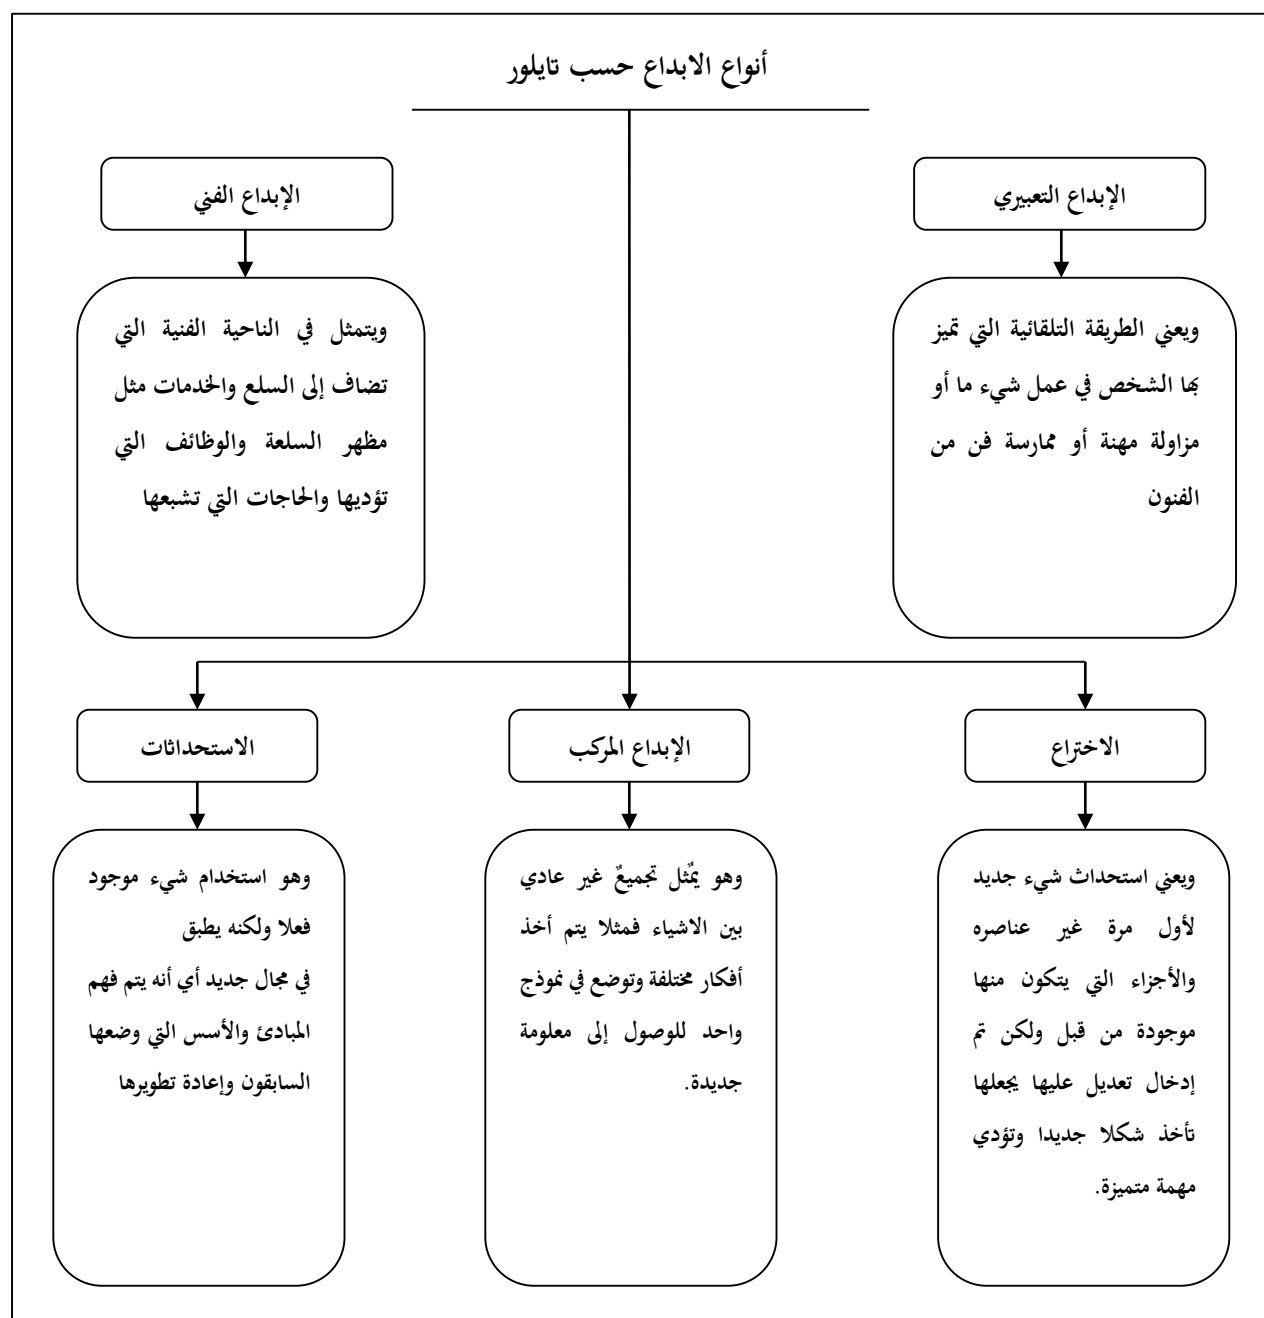 أنواع الابداع حسب تايلور
الإبداع التعبيري
ويعني الطريقة التلقائية التي تميز
بها الشخص في عمل شيء ما أو
مزاولة مهنة أو ممارسة فن من
الفنون
الإبداع الفني
ويتمثل في الناحية الفنية التي
تضاف إلى السلع والخدمات مثل
مظهر السلعة والوظائف التي
تؤديها والحاجات التي تشبعها
الاختراع
ويعني استحداث شيء جديد
لأول مرة غير عناصره
والأجزاء التي يتكون منها
موجودة من قبل ولكن تم
إدخال تعديل عليها يجعلها
تأخذ شكلا جديدا وتؤدي
مهمة متميزة.
الإبداع المركب
وهو يمٌثل تجميعٌ غير عادي
بين الاشياء فمثلا يتم أخذ
أفكار مختلفة وتوضع في نموذج
واحد للوصول إلى معلومة
جديدة.
الاستحداثات
وهو استخدام شيء موجود
فعلا ولكنه يطبق
في مجال جديد أي أنه يتم فهم
المبادئ والأسس التي وضعها
السابقون وإعادة تطويرها